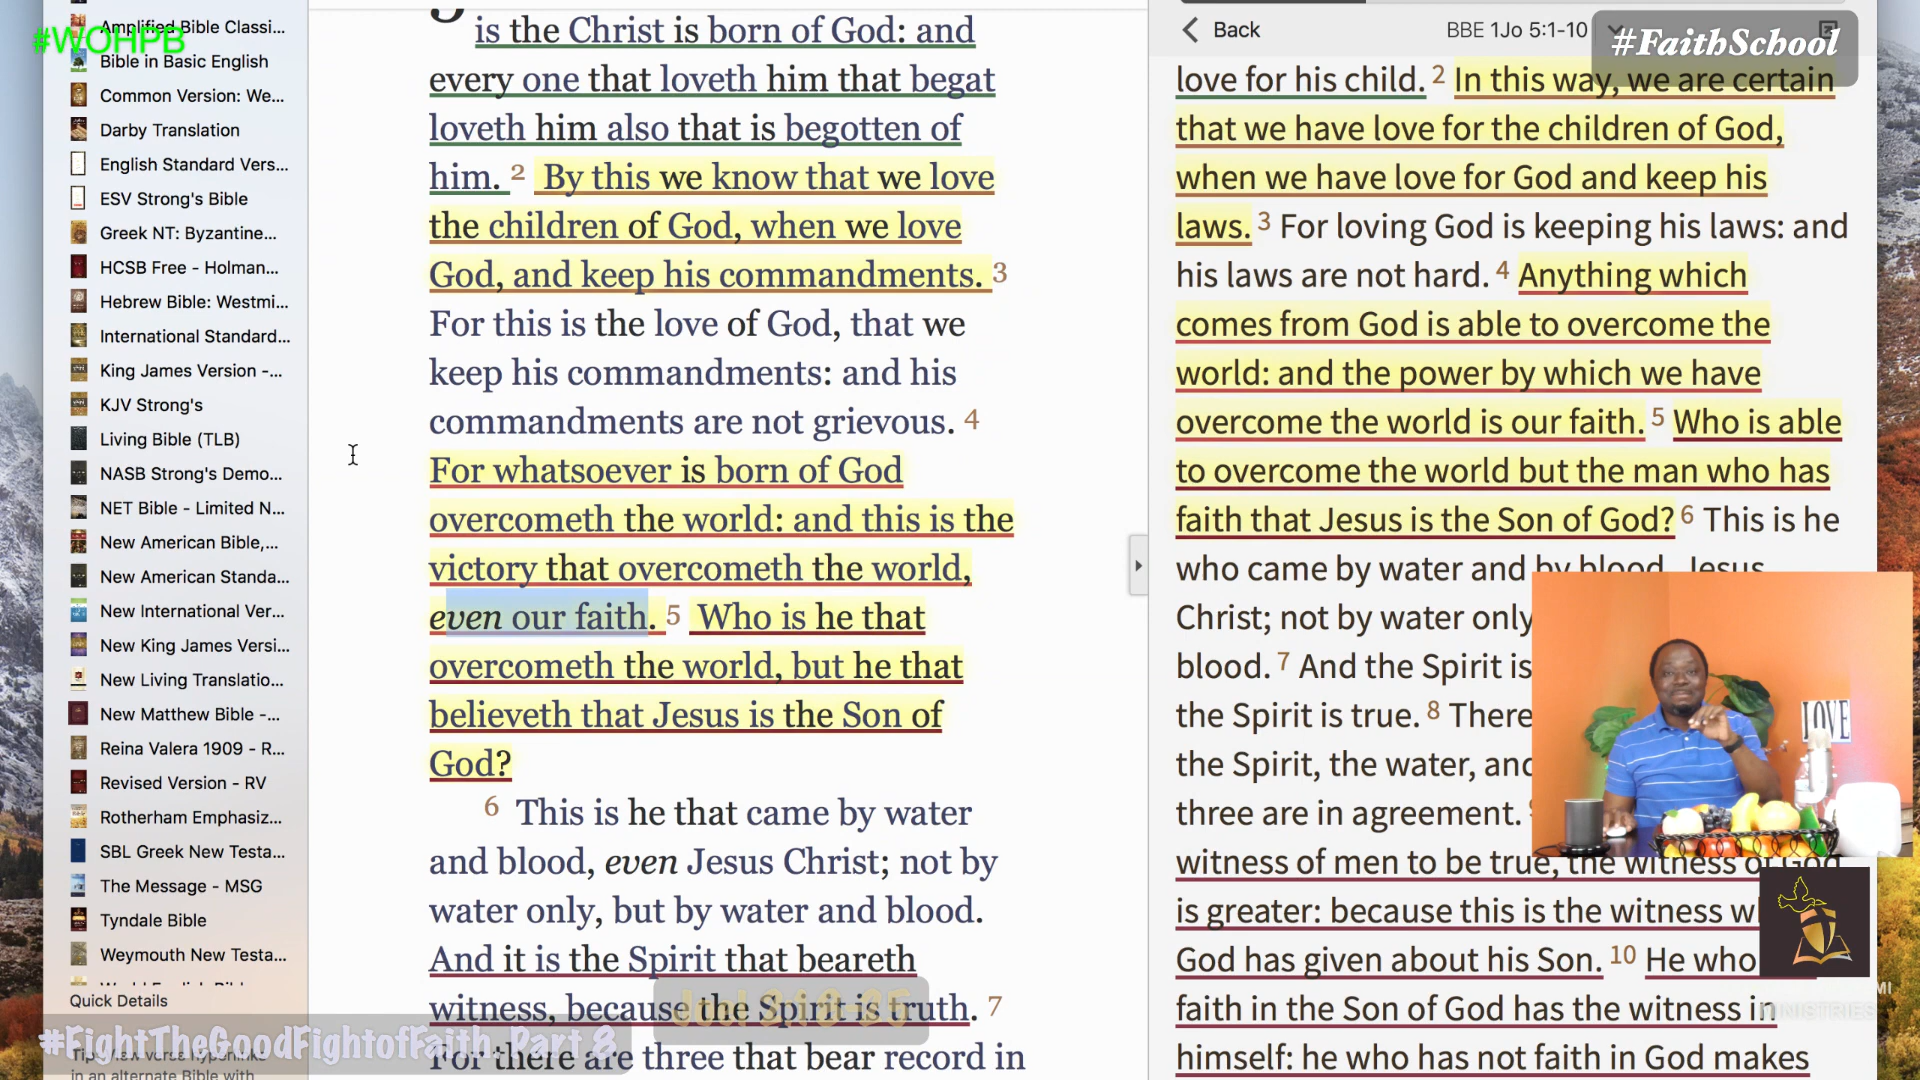 #WOHPB
Amplified Bible Classi...
Bible in Basic English
Common Version: We...
Darby Translation
English Standard Vers...
ESV Strong's Bible
Greek NT: Byzantine...
HCSB Free - Holman...
Hebrew Bible: Westmi...
International Standard...
King James Version -...
KJV Strong's
Living Bible (TLB)
NASB Strong's Demo...
NET Bible - Limited N...
New American Bible,...
New American Standa...
New International Ver...
New King James Versi...
New Living Translatio...
New Matthew Bible -...
Reina Valera 1909 - R...
Revised Version - RV
Rotherham Emphasiz...
SBL Greek New Testa...
The Message - MSG
Tyndale Bible
Weymouth New Testa...
Quick Details
#FightTheGoodFightofFaith, Part 8
in an alternate Bible with
is the Christ is born of God: and
every one that loveth him that begat
loveth him also that is begotten of
him. 2 By this we know that we love
the children of God, when we love
God, and keep his commandments. 3
For this is the love of God, that we
keep his commandments: and his
commandments are not grievous. 4
For whatsoever is born of God
overcometh the world: and this is the
victory that overcometh the world,
even our faith. 5 Who is he that
overcometh the world, but he that
believeth that Jesus is the Son of
God?
6 This is he that came by water
and blood, even Jesus Christ; not by
water only, but by water and blood.
And it is the Spirit that beareth
witness, because the Spirit is truth. 7
For there are three that bear record in
Back
BBE 1Jo 5:1-10
#FaithSchool
love for his child. 2 In this way, we are certain
that we have love for the children of God,
when we have love for God and keep his
laws. 3 For loving God is keeping his laws: and
his laws are not hard. 4 Anything which
comes from God is able to overcome the
world: and the power by which we have
overcome the world is our faith. 5 Who is able
to overcome the world but the man who has
faith that Jesus is the Son of God? 6 This is he
who came by water and by blood, Jesus
Christ; not by water only
blood. 7 And the Spirit is
the Spirit is true. 8 There
the Spirit, the water, and
three are in agreement.
witness of men to be true, the witness of God
is greater: because this is the witness
God has given about his Son. 10 He who
faith in the Son of God has the witness in
himself: he who has not faith in God makes
LOVE
MINISTRIES